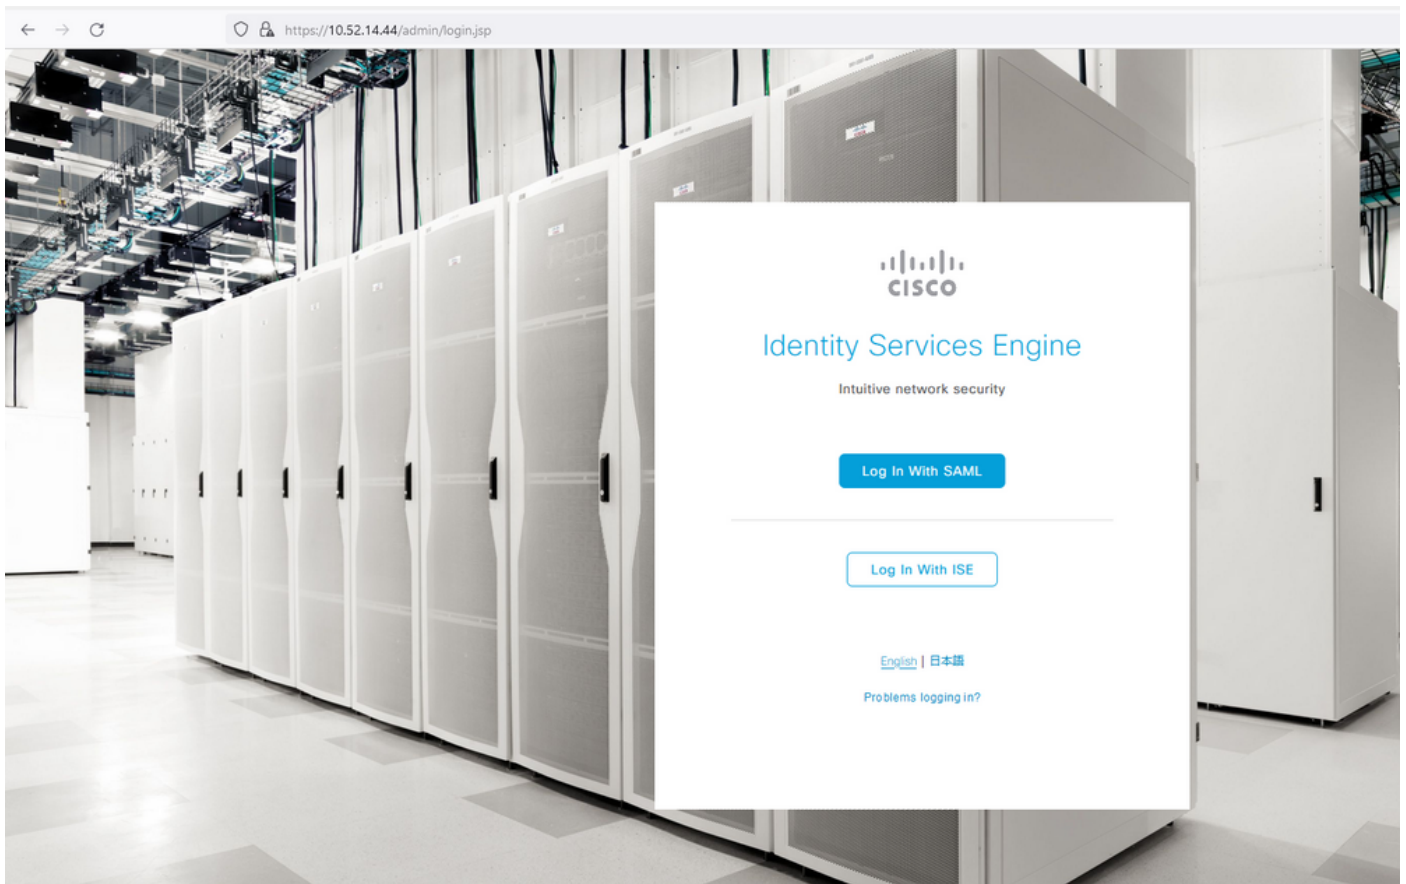 https://10.52.14.44/admin/login.jsp
CISCO
Identity Services Engine
Intuitive network security
Log In With SAML
Log In With ISE
English | 日本語
Problems logging in?